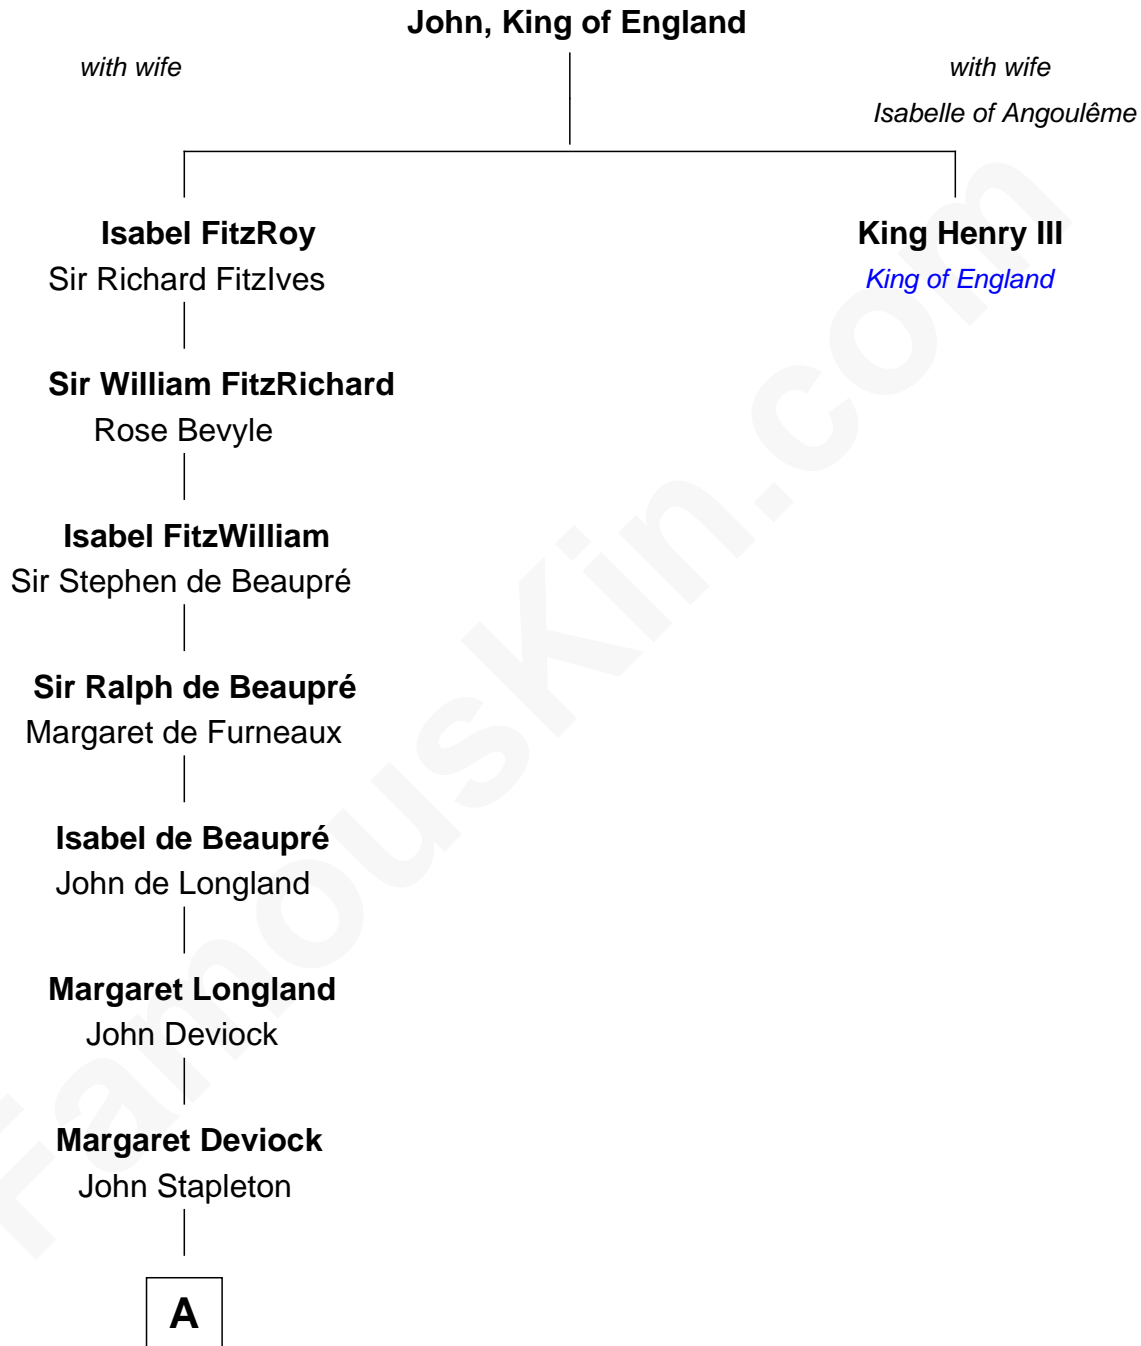 John, King of England
with wife
with wife
Isabelle of Angoulême
Isabel FitzRoy
Sir Richard FitzIves
King Henry III
King of England
Sir William FitzRichard
Rose Bevyle
Isabel FitzWilliam
Sir Stephen de Beaupré
Sir Ralph de Beaupré
Margaret de Furneaux
Isabel de Beaupré
John de Longland
Margaret Longland
John Deviock
Margaret Deviock
John Stapleton
A
FamousKin.com